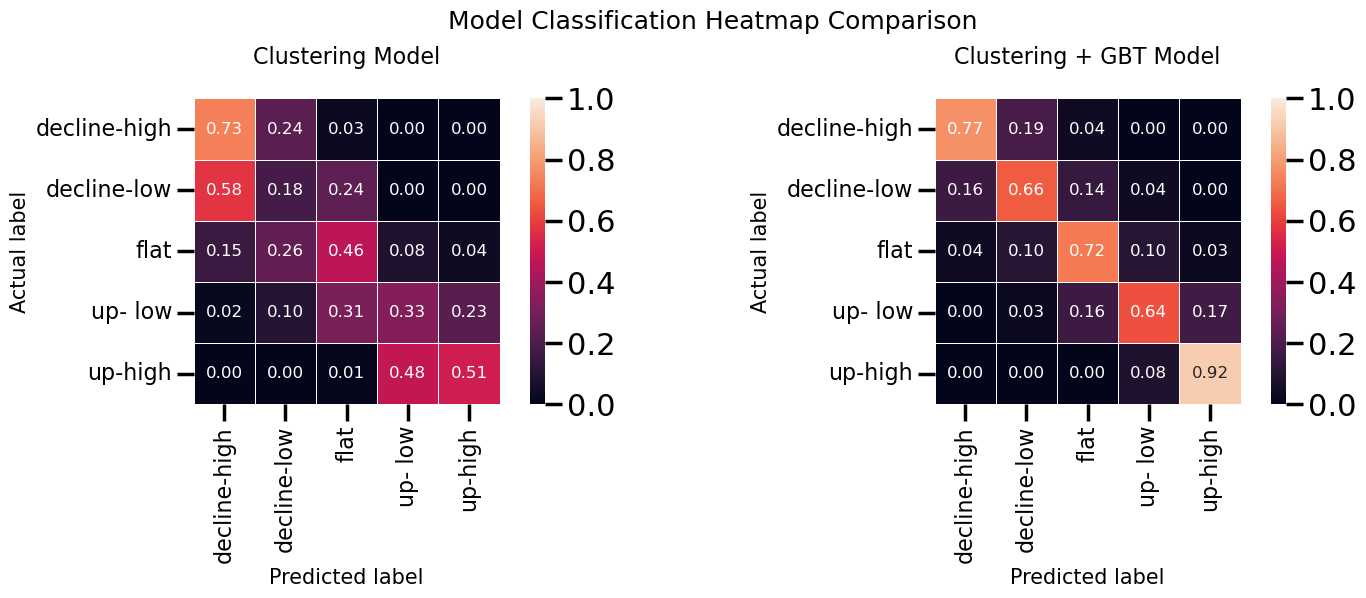 Model Classification Heatmap Comparison
Clustering Model
Actual label
decline-high 0.73 0.24 0.03 0.00 0.00
decline-low 0.58 0.18 0.24 0.00 0.00
flat 0.15 0.26 0.46 0.08 0.04
up- low 0.02 0.10 0.31 0.33 0.23
up-high 0.00 0.00 0.01 0.48 0.51
decline-high
decline-low
flat
up- low
up-high
Predicted label
1.0
0.8
0.6
0.4
0.2
0.0
Clustering + GBT Model
Actual label
decline-high 0.77 0.19 0.04 0.00 0.00
decline-low 0.16 0.66 0.14 0.04 0.00
flat 0.04 0.10 0.72 0.10 0.03
up- low 0.00 0.03 0.16 0.64 0.17
up-high 0.00 0.00 0.00 0.08 0.92
decline-high
decline-low
flat
up- low
up-high
Predicted label
1.0
0.8
0.6
0.4
0.2
0.0